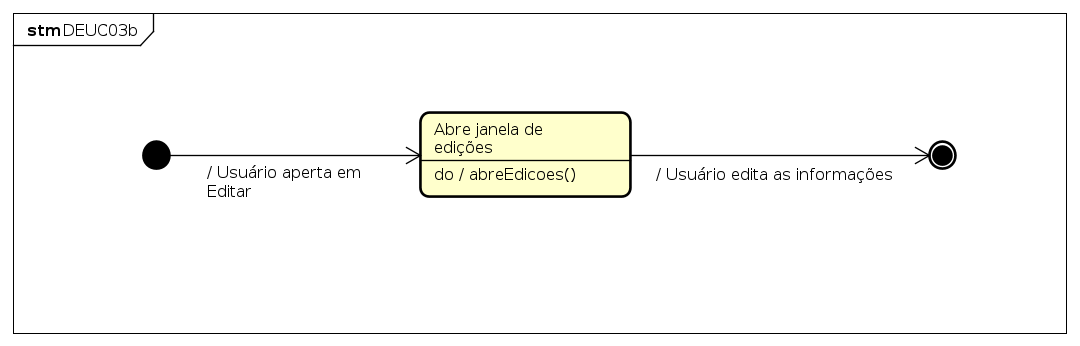 stm DEUC03b
Abre janela de
edições
do / abreEdicoes()
/ Usuário aperta em
Editar
/ Usuário edita as informações